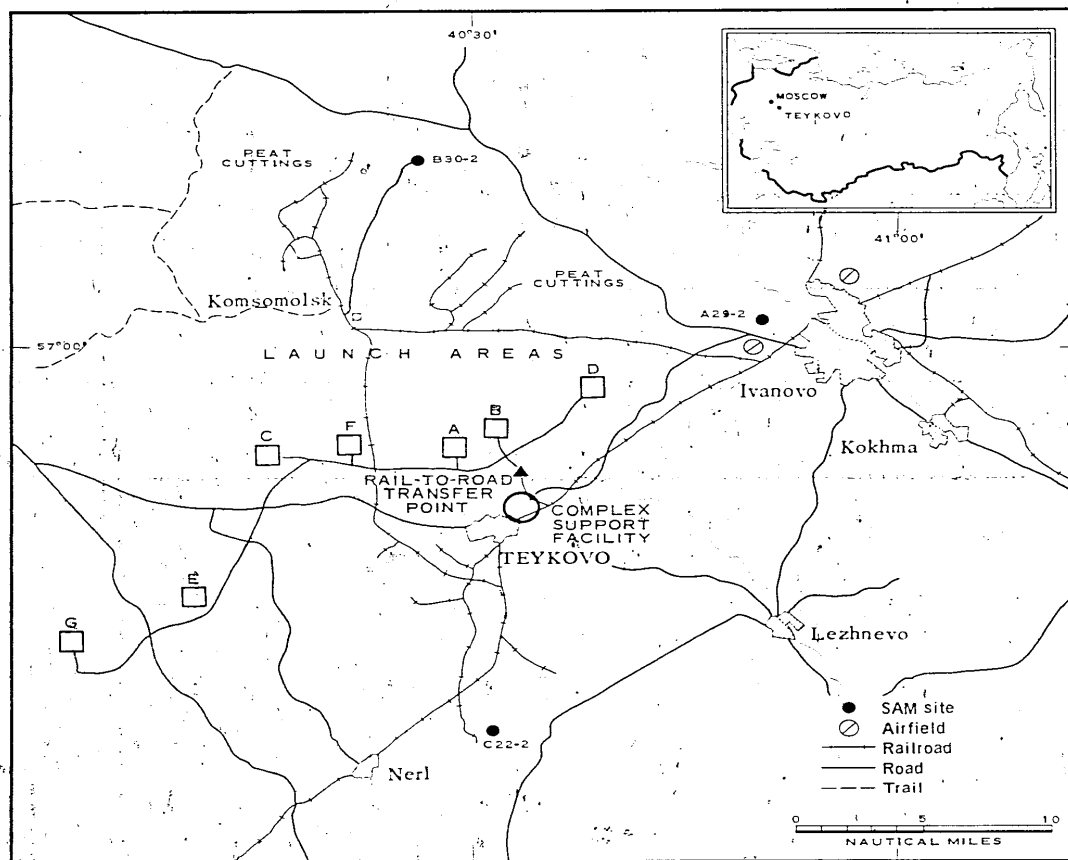 40°30'
MOSCOW
TEYKOVO
PEAT
CUTTINGS
B30-2
41°00'
PEAT
CUTTINGS
Komsomolsk
A29-2
57°00'
LAUNCH AREAS
Ivanovo
D
B
A
F
C
Kokhma
RAIL-TO-ROAD
TRANSFER
POINT
COMPLEX
SUPPORT
FACILITY
TEYKOVO
E
G
Lezhnevo
C22-2
Nerl
SAM site
Airfield
Railroad
Road
Trail
0 5 10
NAUTICAL MILES